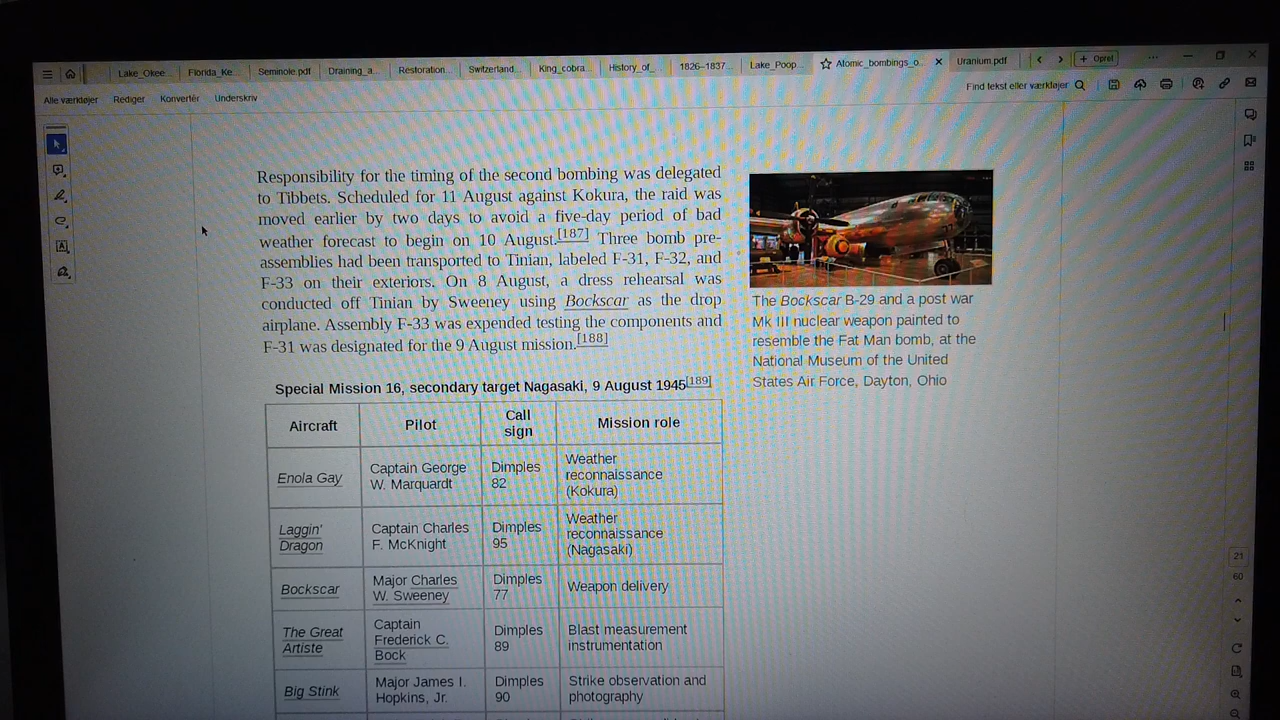 Lake_Okee...
Florida_Ke...
Seminole.pdf
Draining_a...
Restoration...
Switzerland...
King_cobra...
History_of_...
1826–1837...
Lake_Poop...
Atomic_bombings_o...
Uranium.pdf
+ Opret
Alle værktøjer
Rediger
Konvertér
Underskriv
Find tekst eller værktøjer
Responsibility for the timing of the second bombing was delegated
to Tibbets. Scheduled for 11 August against Kokura, the raid was
moved earlier by two days to avoid a five-day period of bad
weather forecast to begin on 10 August.[187] Three bomb pre-
assemblies had been transported to Tinian, labeled F-31, F-32, and
F-33 on their exteriors. On 8 August, a dress rehearsal was
conducted off Tinian by Sweeney using Bockscar as the drop
airplane. Assembly F-33 was expended testing the components and
F-31 was designated for the 9 August mission.[188]
The Bockscar B-29 and a post war
Mk III nuclear weapon painted to
resemble the Fat Man bomb, at the
National Museum of the United
States Air Force, Dayton, Ohio
Special Mission 16, secondary target Nagasaki, 9 August 1945[189]
Aircraft
Pilot
Call
sign
Mission role
Enola Gay
Captain George
W. Marquardt
Dimples
82
Weather
reconnaissance
(Kokura)
Laggin'
Dragon
Captain Charles
F. McKnight
Dimples
95
Weather
reconnaissance
(Nagasaki)
Bockscar
Major Charles
W. Sweeney
Dimples
77
Weapon delivery
The Great
Artiste
Captain
Frederick C.
Bock
Dimples
89
Blast measurement
instrumentation
Big Stink
Major James I.
Hopkins, Jr.
Dimples
90
Strike observation and
photography
21
60